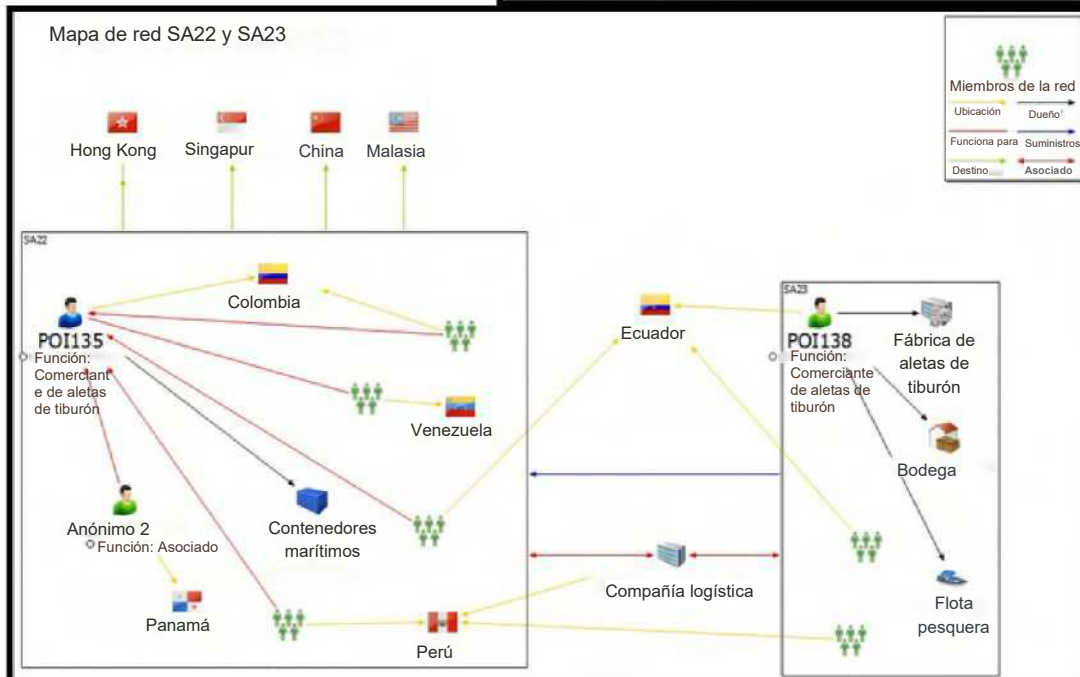 Mapa de red SA22 y SA23
Miembros de la red
Ubicación
Dueño
Funciona para
Suministros
Destino
Asociado
Hong Kong
Singapur
China
Malasia
SA22
Colombia
POI135
Función:
Comerciant
e de aletas
de tiburón
Venezuela
Anónimo 2
Función: Asociado
Contenedores
marítimos
Panamá
Perú
Ecuador
Compañía logística
SA23
POI138
Función:
Comerciante
de aletas de
tiburón
Fábrica de
aletas de
tiburón
Bodega
Flota
pesquera